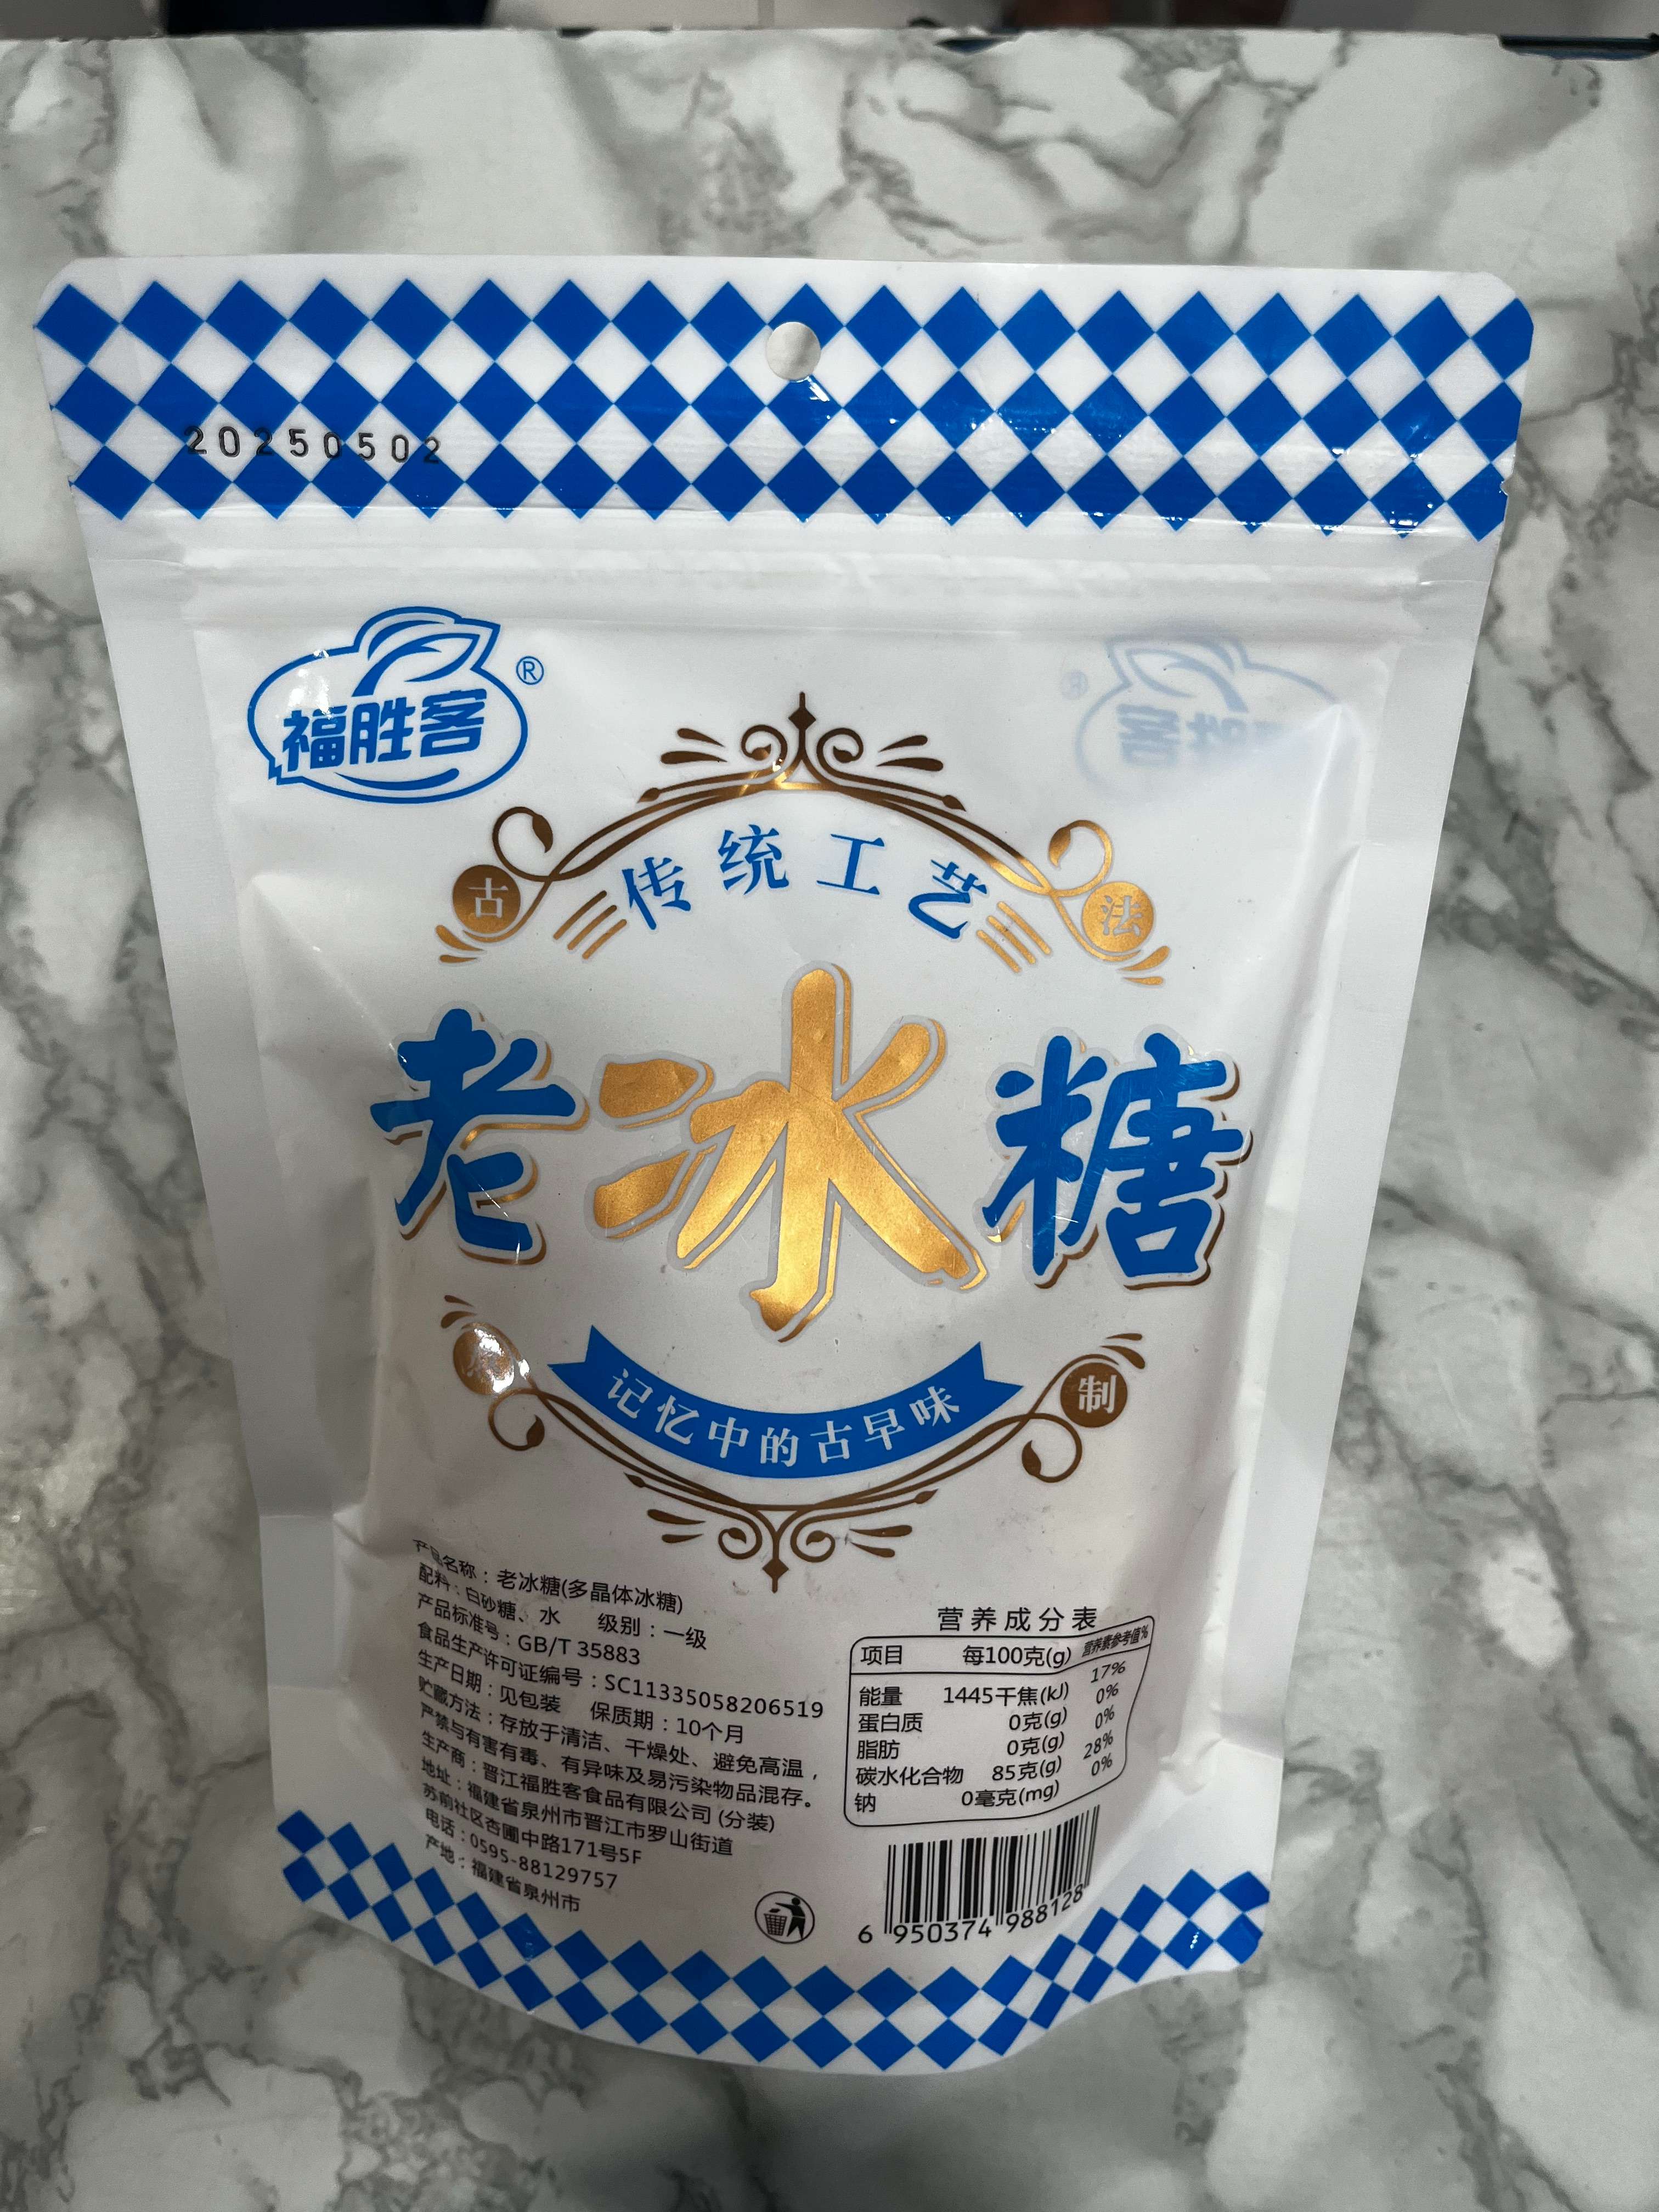 20250502
福胜客®
传统工艺
古 法
老冰糖
制
记忆中的古早味
产品名称：老冰糖(多晶体冰糖)
配料：白砂糖、水 级别：一级
产品标准号：GB/T 35883
食品生产许可证编号：SC11335058206519
生产日期：见包装 保质期：10个月
贮藏方法：存放于清洁、干燥处、避免高温，
严禁与有害有毒、有异味及易污染物品混存。
生产商：晋江福胜客食品有限公司(分装)
地址：福建省泉州市晋江市罗山街道
苏前社区杏圃中路171号5F
电话：0595-88129757
产地：福建省泉州市
营养成分表
项目 每100克(g) 营养素参考值%
能量 1445千焦(kJ) 17%
蛋白质 0克(g) 0%
脂肪 0克(g) 0%
碳水化合物 85克(g) 28%
钠 0毫克(mg) 0%
6 950374 988128